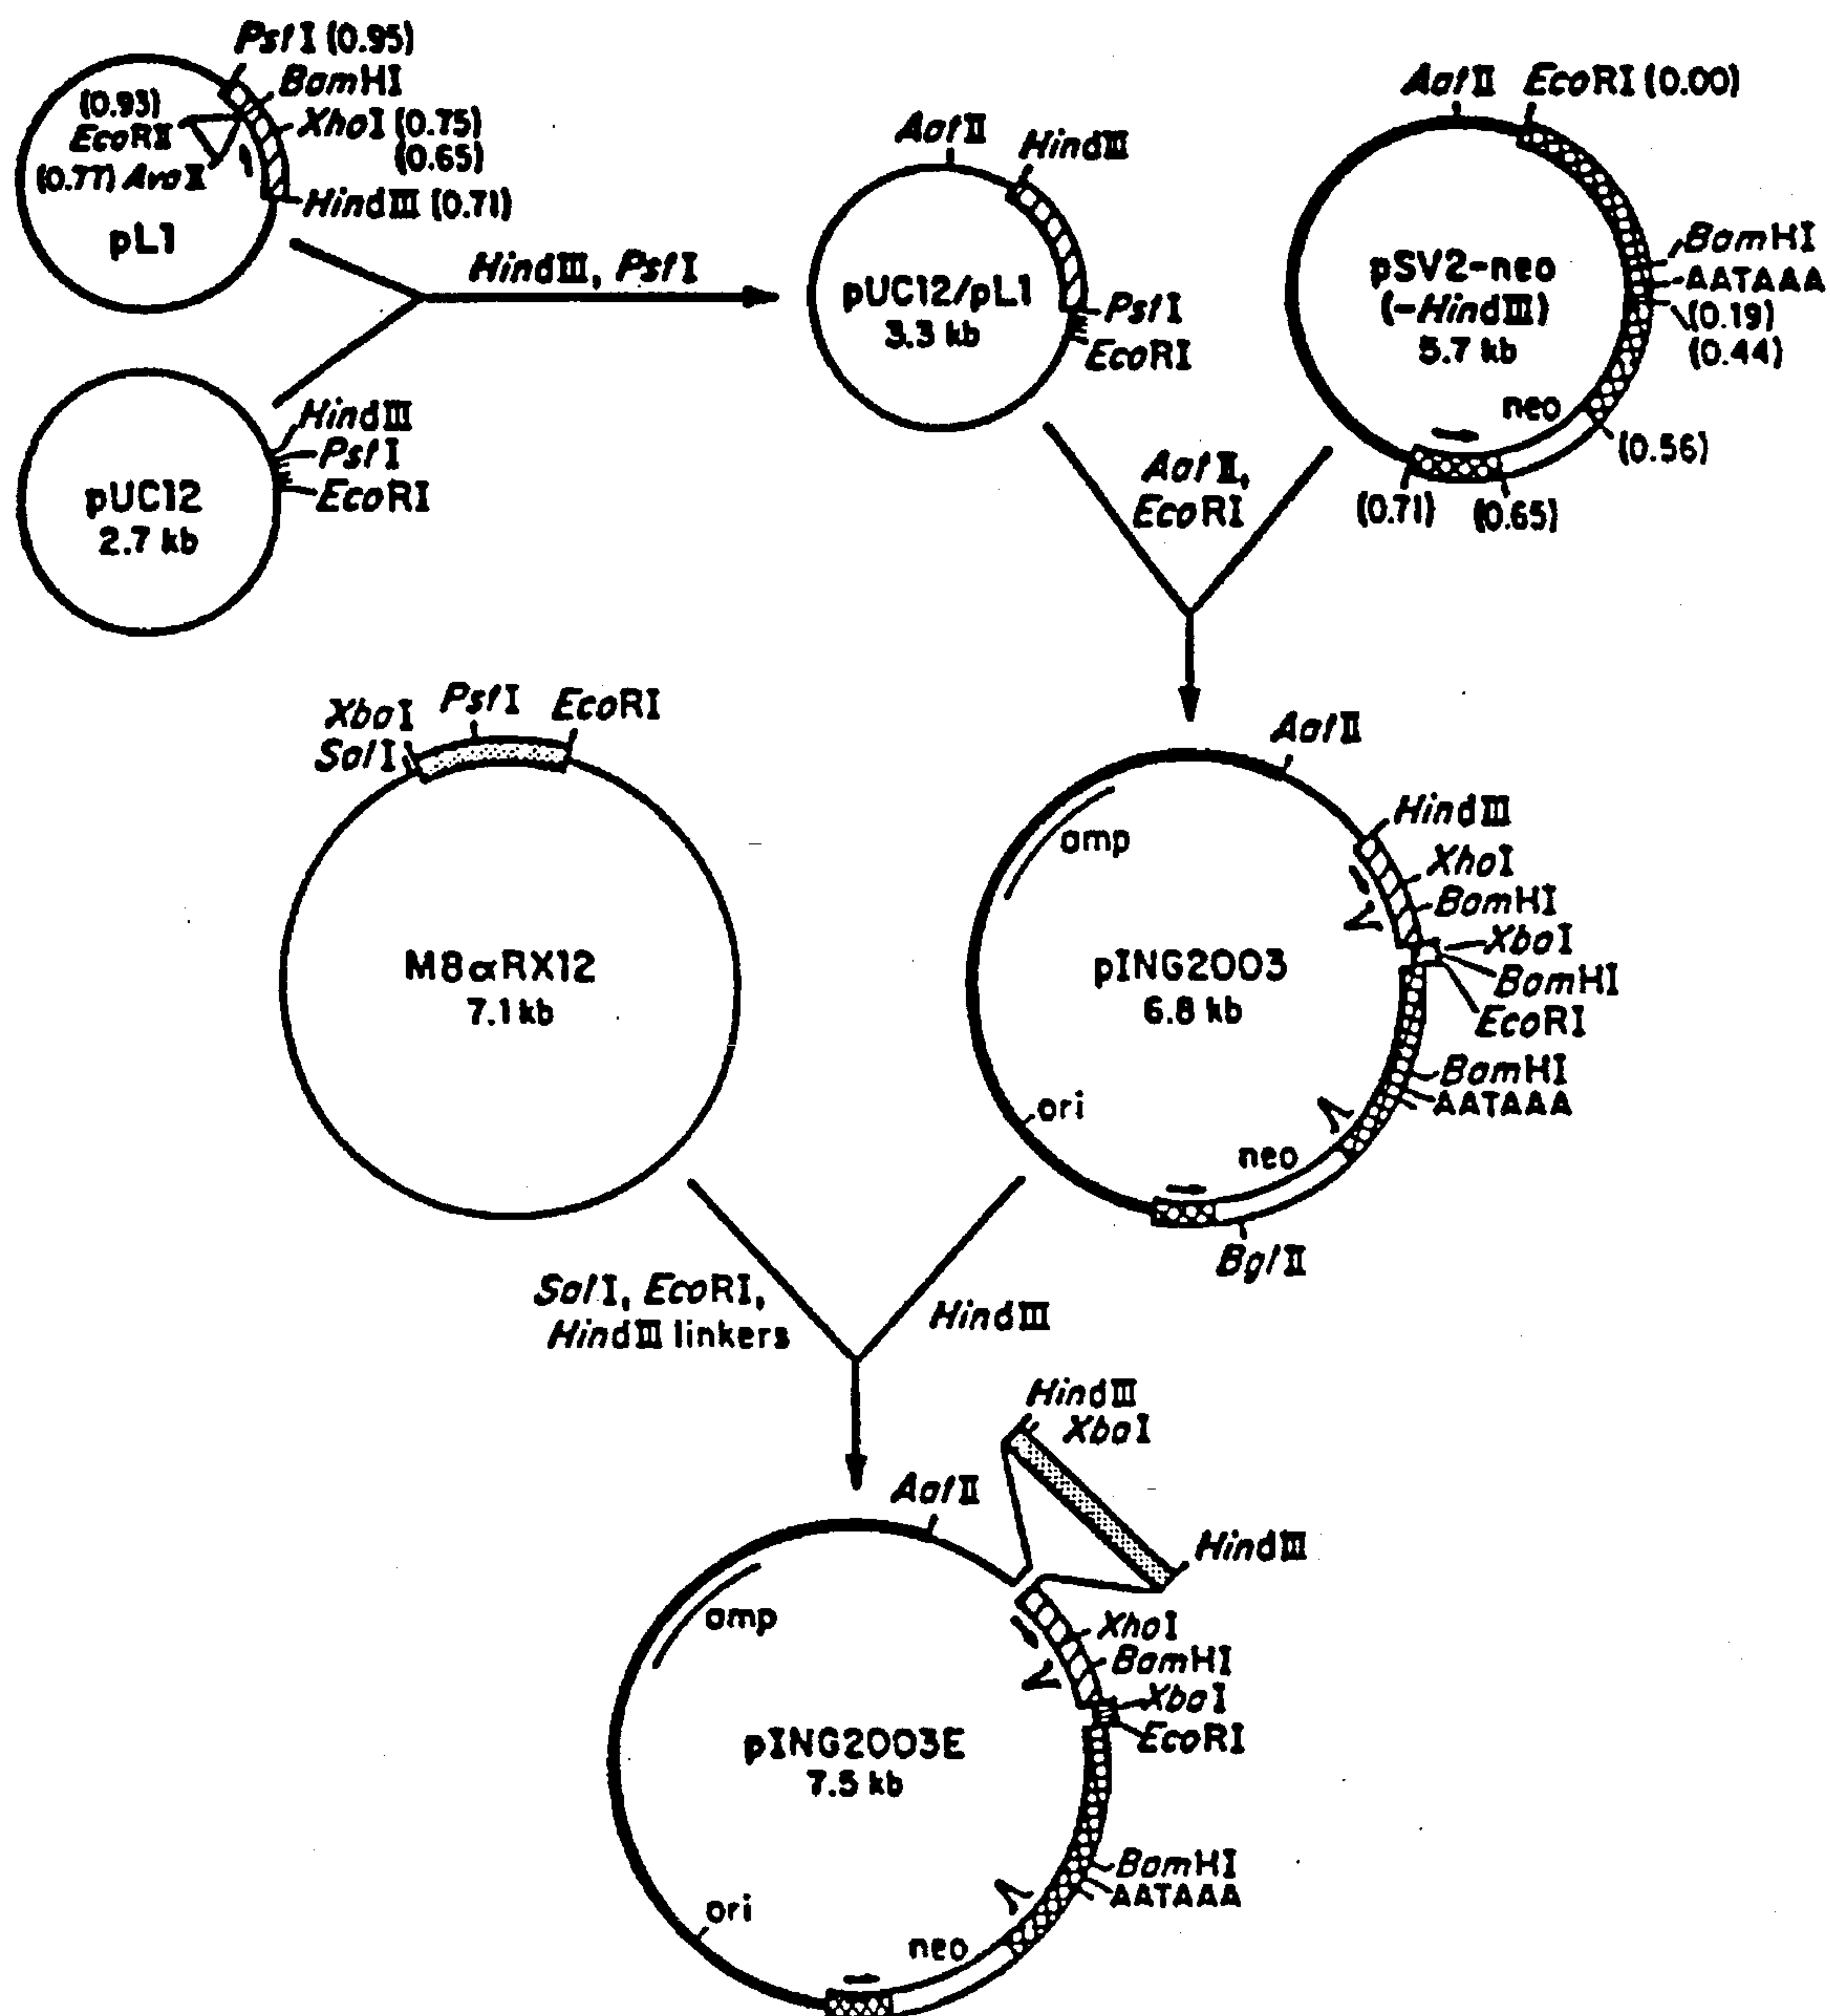 PstI (0.95)
BamHI
(0.93)
EcoRII
XhoI (0.75)
(0.65)
(0.77) AvaI
HindIII (0.71)
pL1
HindIII, PstI
HindIII
PstI
EcoRI
pUC12
2.7 kb
AatII
HindIII
pUC12/pL1
3.3 kb
PstI
EcoRI
AatII
EcoRI (0.00)
pSV2-neo
(-HindIII)
5.7 kb
BamHI
AATAAA
(0.19)
(0.44)
neo
(0.56)
(0.71)
(0.65)
AatII,
EcoRI
XbaI
SalI
PstI
EcoRI
M8αRX12
7.1 kb
AatII
HindIII
XhoI
BamHI
XbaI
BamHI
EcoRI
BamHI
AATAAA
amp
pING2003
6.8 kb
ori
neo
BglII
SalI, EcoRI,
HindIII linkers
HindIII
HindIII
XbaI
HindIII
AatII
amp
XhoI
BamHI
XbaI
EcoRI
pING2003E
7.5 kb
BamHI
AATAAA
ori
neo